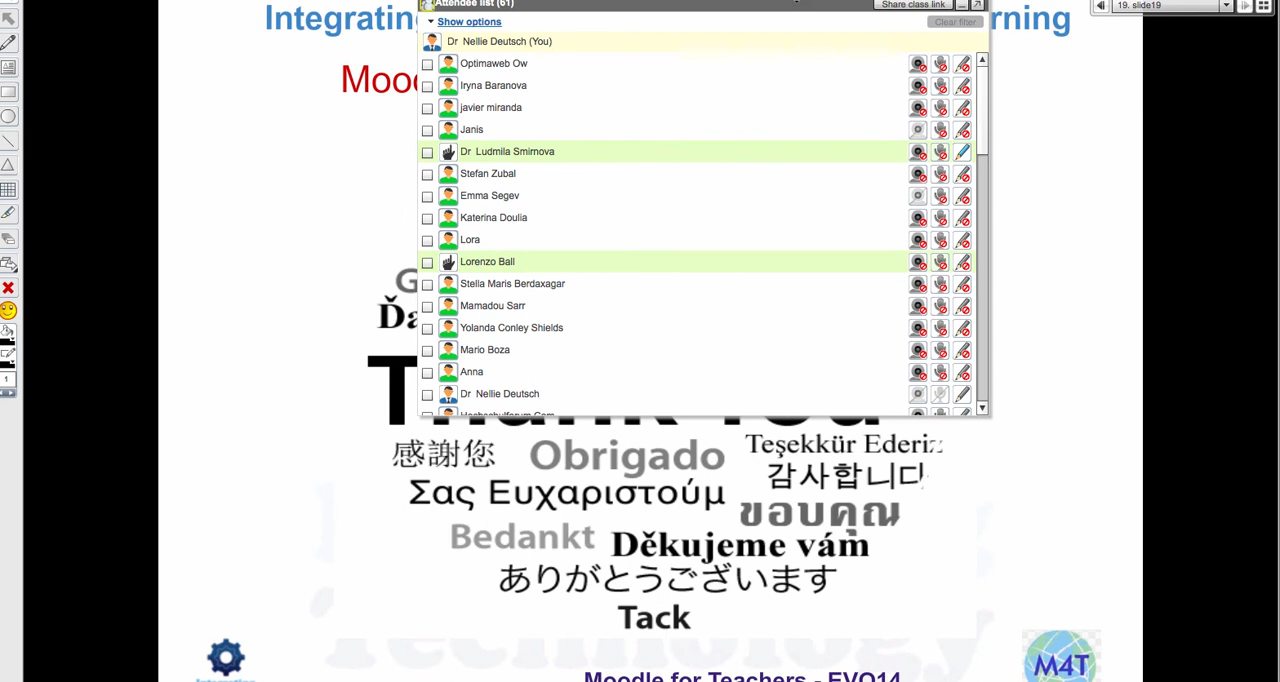 Attendee list (61)
Share class link
19. slide19
Integrating
rning
Show options
Clear filter
Dr Nellie Deutsch (You)
Optimaweb Ow
Iryna Baranova
javier miranda
Janis
Dr Ludmila Smirnova
Stefan Zubal
Emma Segev
Katerina Doulia
Lora
Lorenzo Ball
Stella Maris Berdaxagar
Mamadou Sarr
Yolanda Conley Shields
Mario Boza
Anna
Dr Nellie Deutsch
Thank You
感謝您
Obrigado
Teşekkür Ederiz
감사합니다
Σας Ευχαριστούμ
ขอบคุณ
Bedankt
Děkujeme vám
ありがとうございます
Tack
Technology
1
M4T
Moodle for Teachers - EVO14